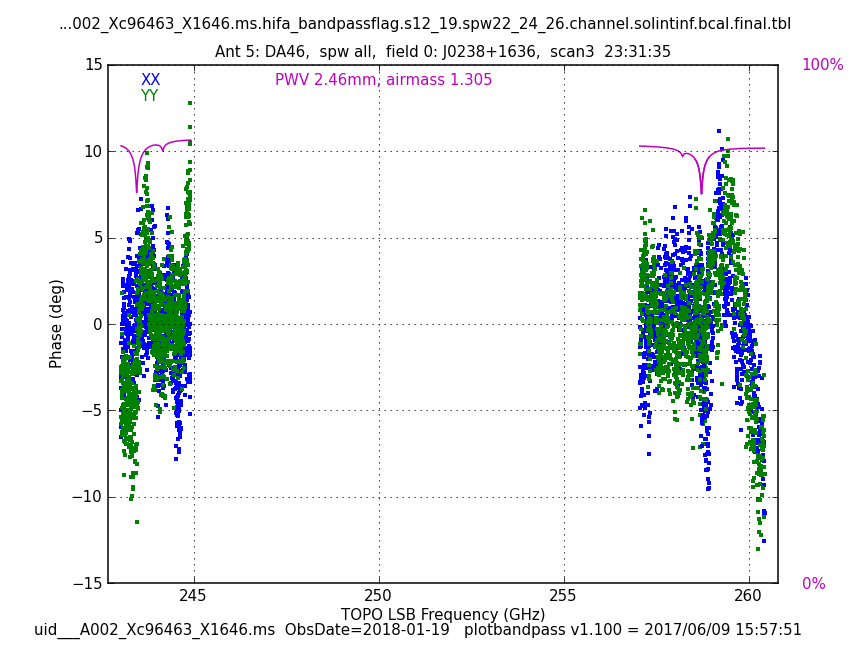 ...002_Xc96463_X1646.ms.hifa_bandpassflag.s12_19.spw22_24_26.channel.solintinf.bcal.final.tbl
Ant 5: DA46,  spw all,  field 0: J0238+1636,  scan3  23:31:35
15
XX
YY
PWV 2.46mm, airmass 1.305
100%
10
5
0
Phase (deg)
−5
−10
−15
0%
245
250
255
260
TOPO LSB Frequency (GHz)
uid___A002_Xc96463_X1646.ms  ObsDate=2018-01-19   plotbandpass v1.100 = 2017/06/09 15:57:51